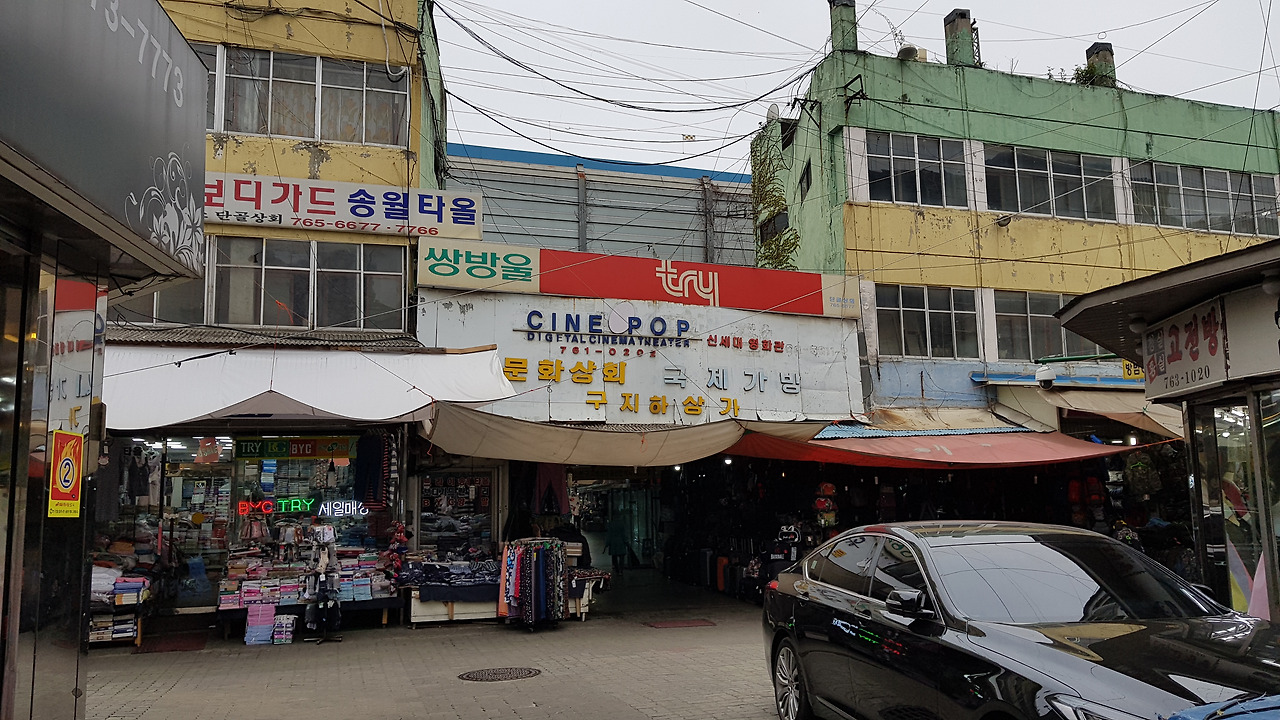 73-7773
보디가드 송월타올
단골상회 765-6677 · 7766
쌍방울 try
CINE POP
DIGITAL CINEMA THEATER 신세대 영화관
761-0202
문화상회 국제가방
구지하상가
고전방
763-1020
TRY BYC
BYC TRY 세일매장
2